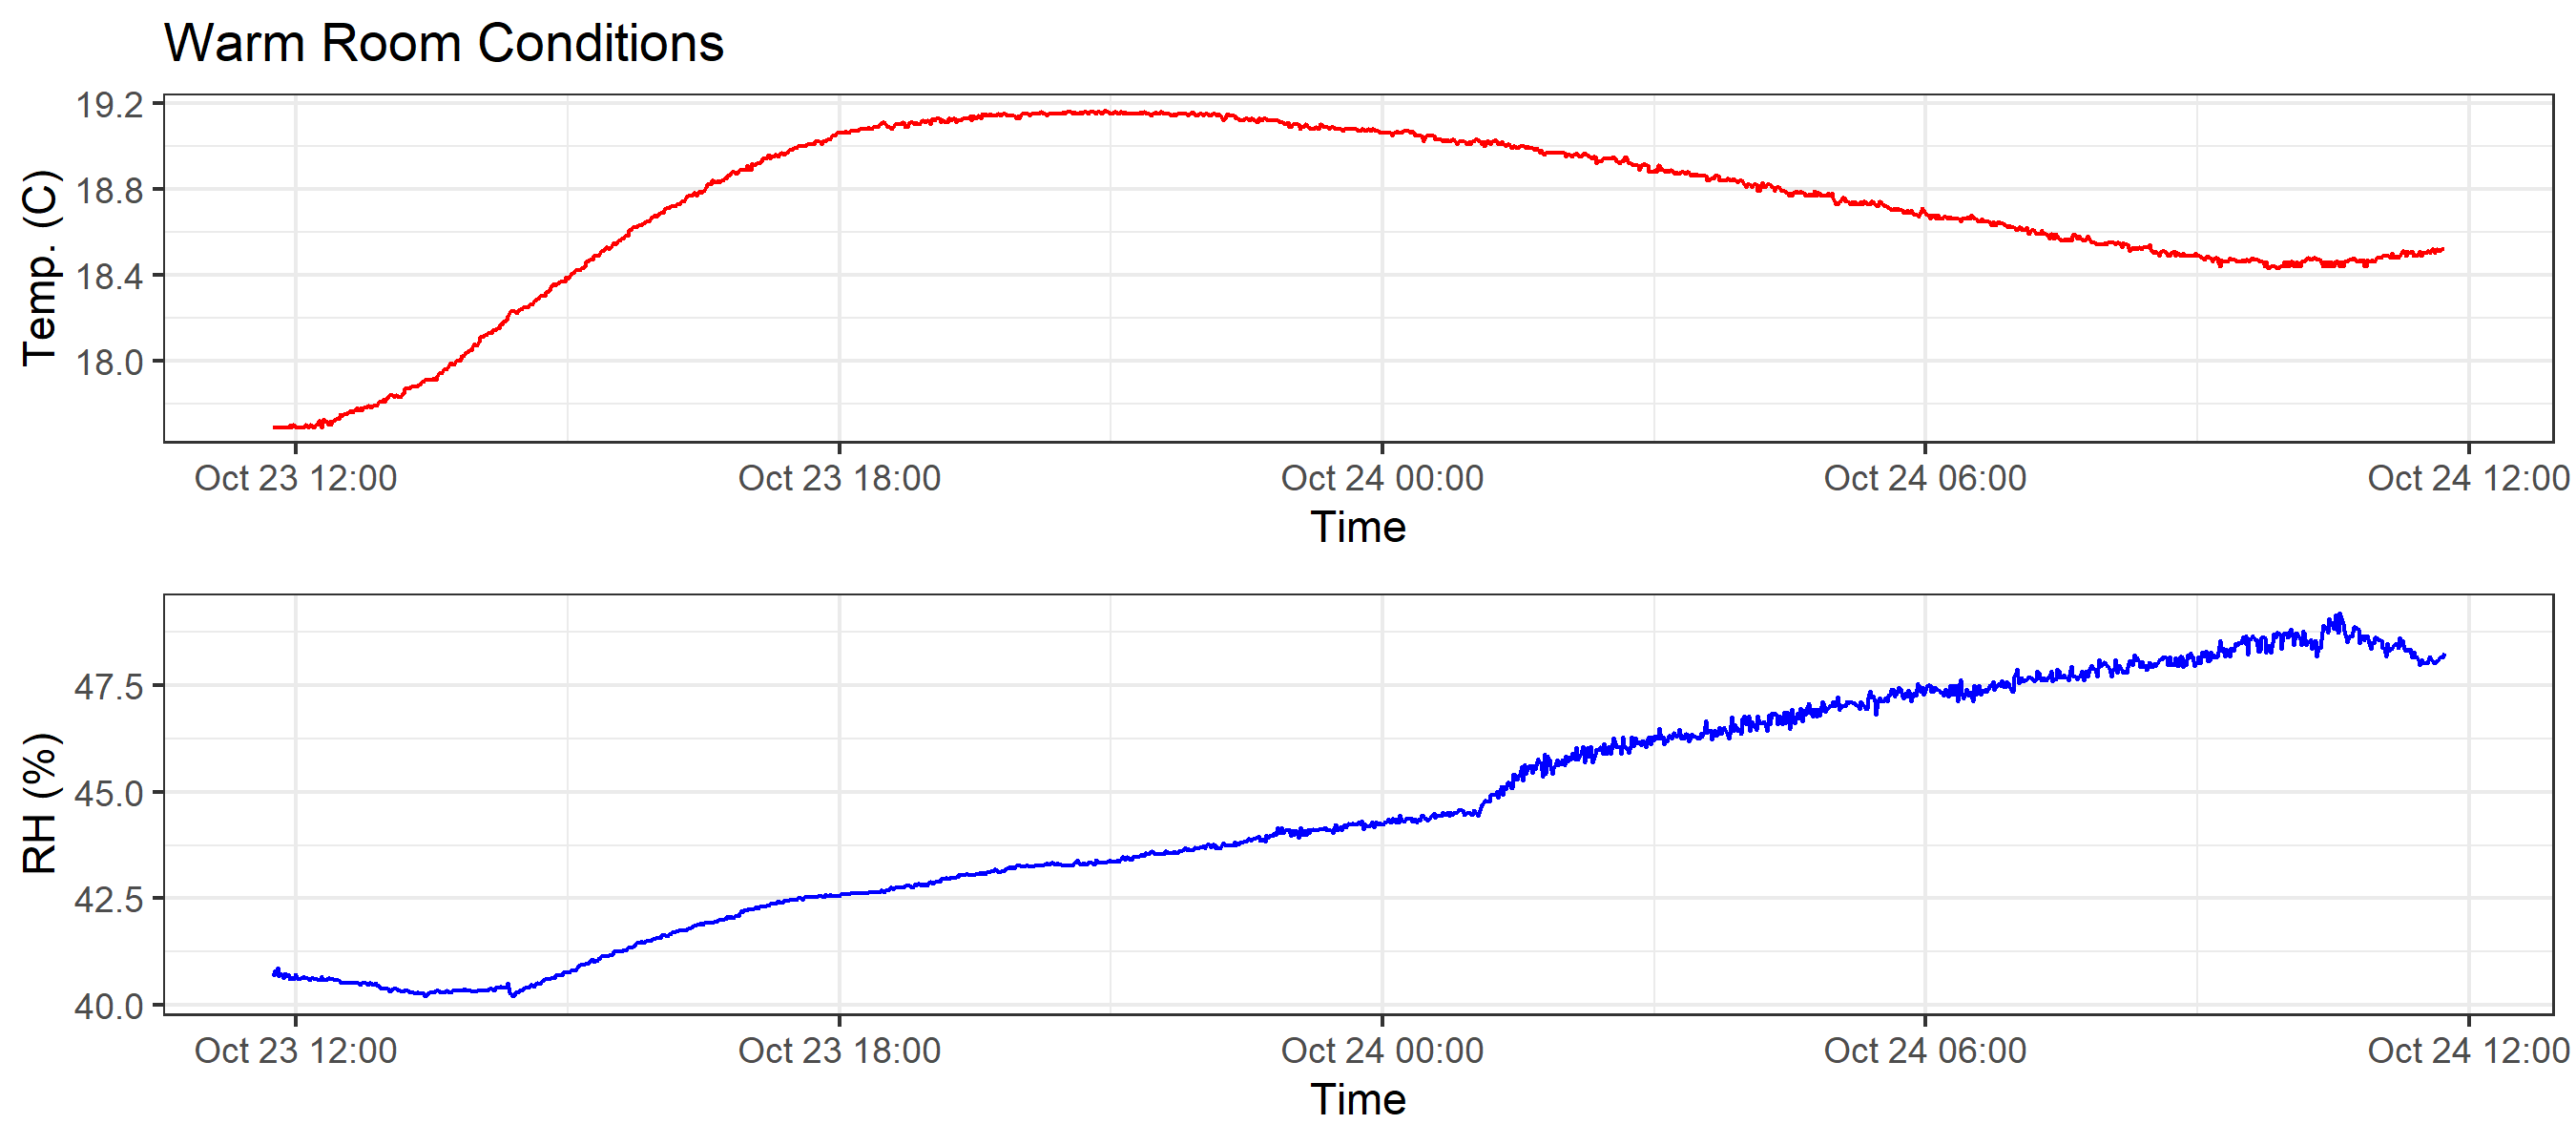 Warm Room Conditions
19.2
18.8
18.4
18.0
Temp. (C)
Oct 23 12:00 Oct 23 18:00 Oct 24 00:00 Oct 24 06:00 Oct 24 12:00
Time
47.5
45.0
42.5
40.0
RH (%)
Oct 23 12:00 Oct 23 18:00 Oct 24 00:00 Oct 24 06:00 Oct 24 12:00
Time